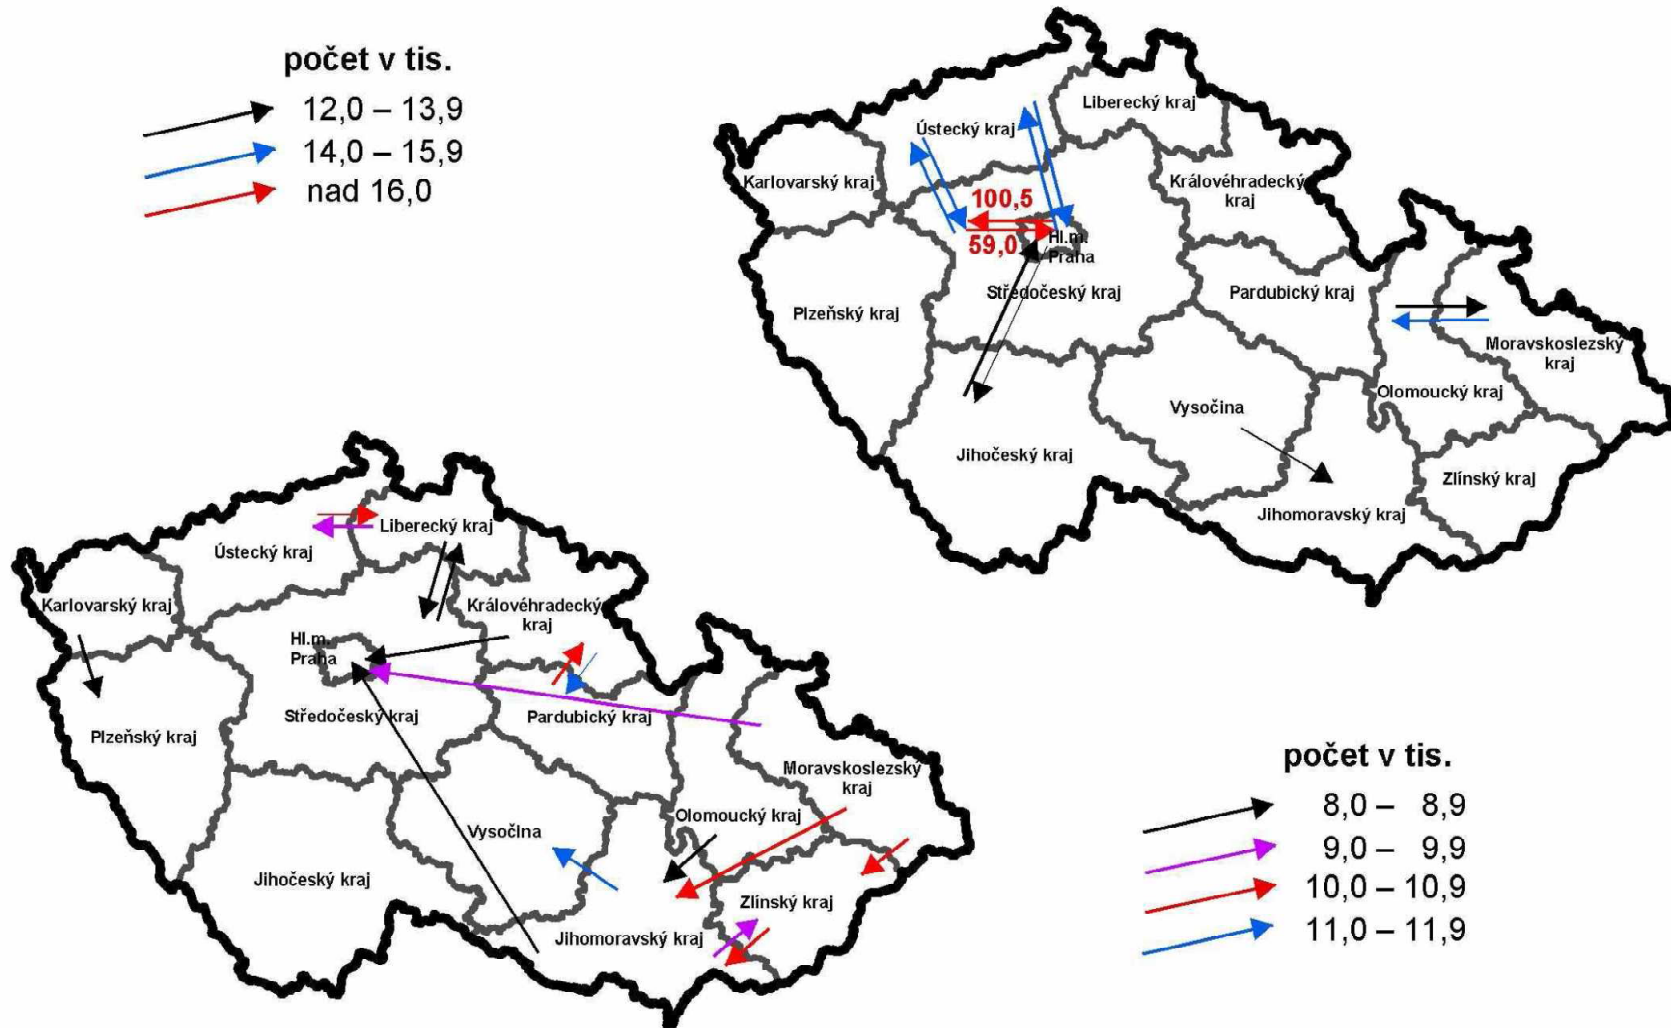 počet v tis.
12,0 – 13,9
14,0 – 15,9
nad 16,0
Liberecký kraj
Ústecký kraj
Karlovarský kraj
Královéhradecký
kraj
100,5
59,0
Hl.m.
Praha
Středočeský kraj
Pardubický kraj
Plzeňský kraj
Moravskoslezský
kraj
Olomoucký kraj
Vysočina
Jihočeský kraj
Zlínský kraj
Jihomoravský kraj
Liberecký kraj
Ústecký kraj
Karlovarský kraj
Královéhradecký
kraj
Hl.m.
Praha
Středočeský kraj
Pardubický kraj
Plzeňský kraj
Moravskoslezský
kraj
Olomoucký kraj
Vysočina
Jihočeský kraj
Zlínský kraj
Jihomoravský kraj
počet v tis.
8,0 – 8,9
9,0 – 9,9
10,0 – 10,9
11,0 – 11,9